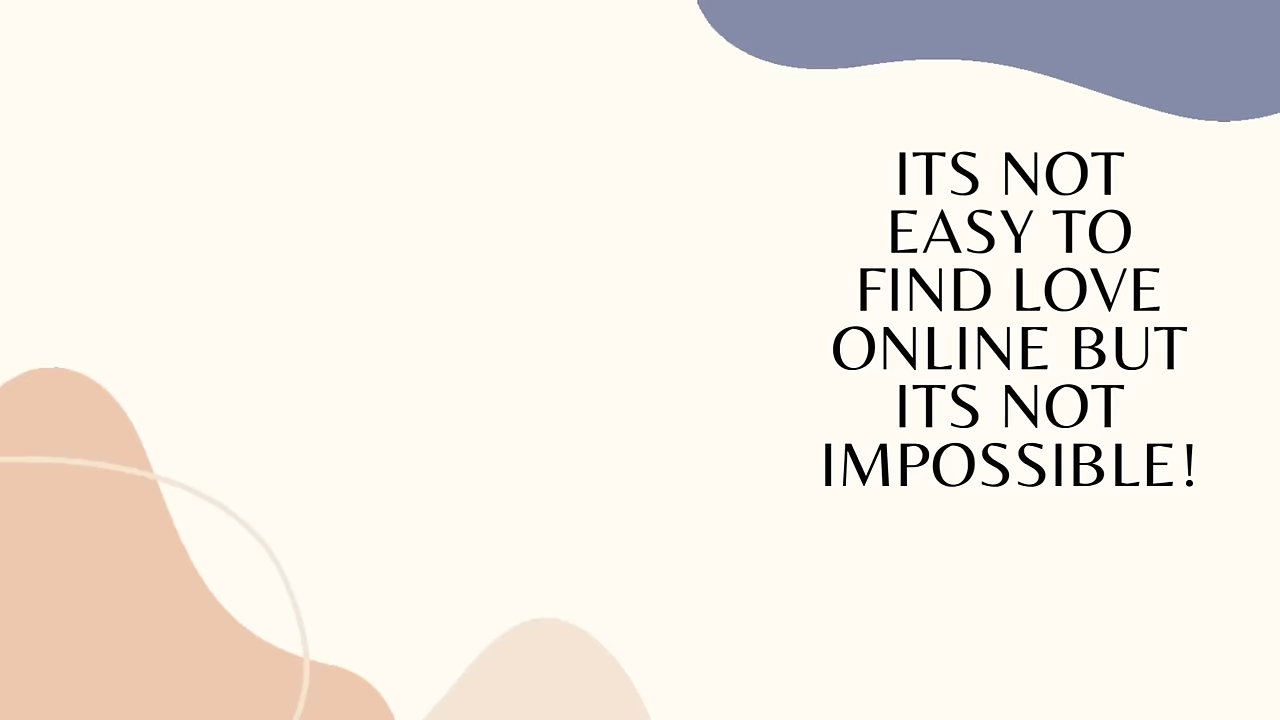 ITS NOT
EASY TO
FIND LOVE
ONLINE BUT
ITS NOT
IMPOSSIBLE!